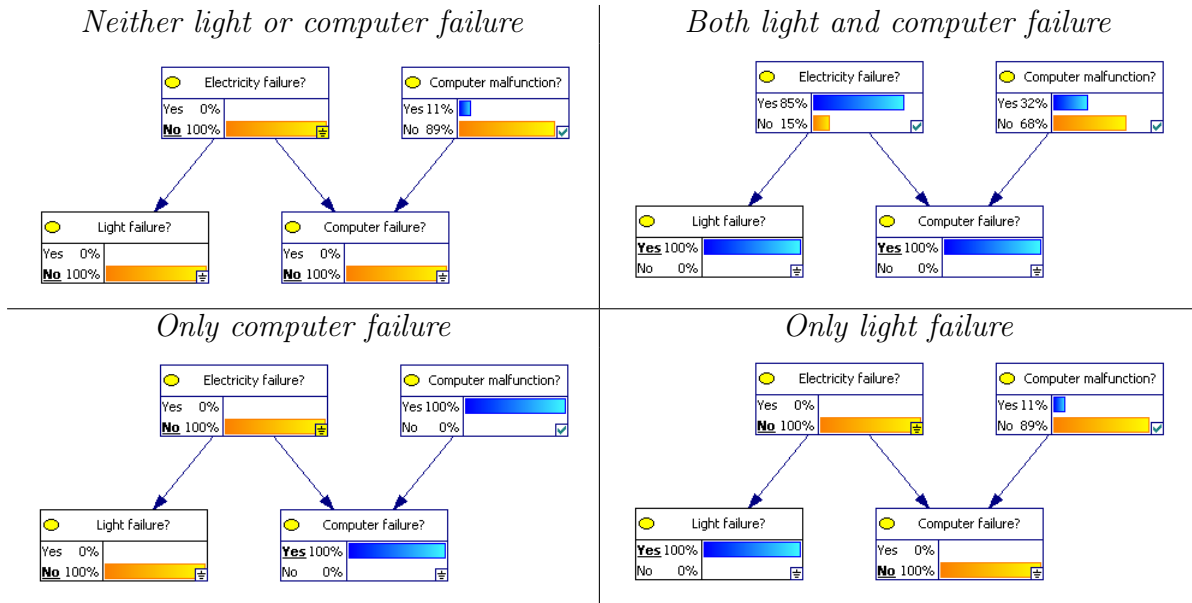 Neither light or computer failure
Electricity failure?
Yes 0%
No 100%
Computer malfunction?
Yes 11%
No 89%
Light failure?
Yes 0%
No 100%
Computer failure?
Yes 0%
No 100%
Both light and computer failure
Electricity failure?
Yes 85%
No 15%
Computer malfunction?
Yes 32%
No 68%
Light failure?
Yes 100%
No 0%
Computer failure?
Yes 100%
No 0%
Only computer failure
Electricity failure?
Yes 0%
No 100%
Computer malfunction?
Yes 100%
No 0%
Light failure?
Yes 0%
No 100%
Computer failure?
Yes 100%
No 0%
Only light failure
Electricity failure?
Yes 0%
No 100%
Computer malfunction?
Yes 11%
No 89%
Light failure?
Yes 100%
No 0%
Computer failure?
Yes 0%
No 100%